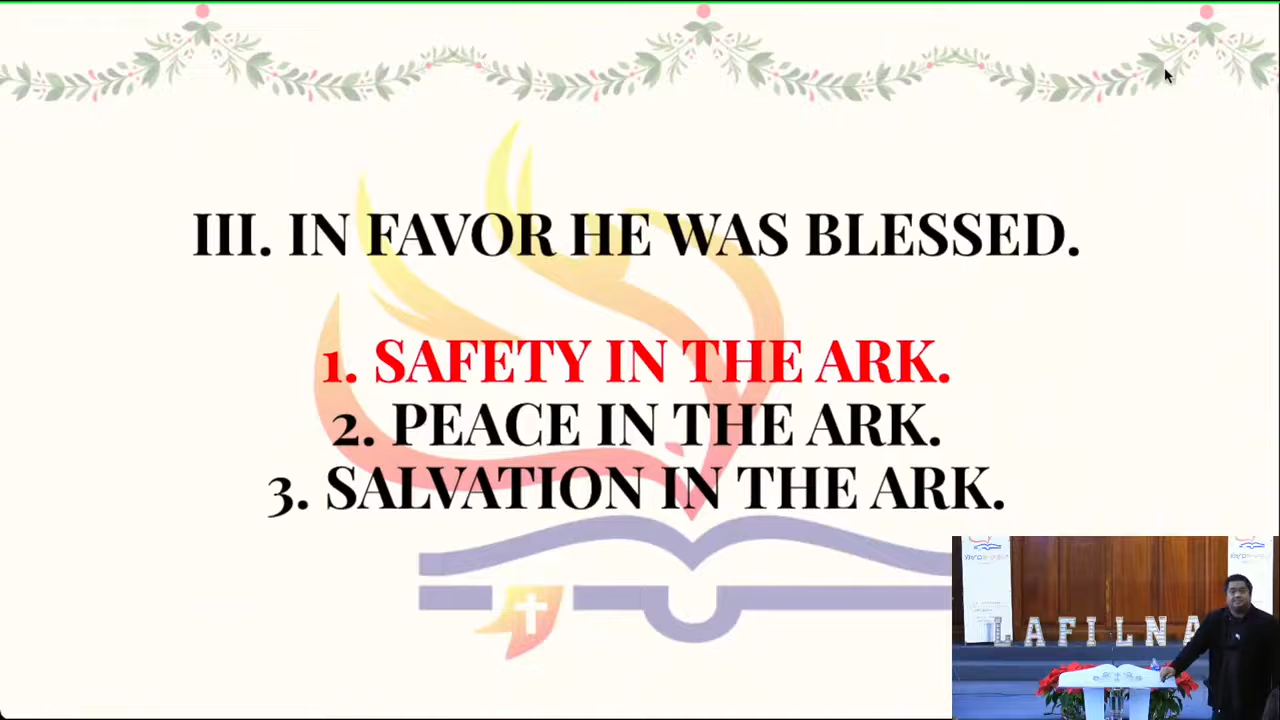 III. IN FAVOR HE WAS BLESSED.
1. SAFETY IN THE ARK.
2. PEACE IN THE ARK.
3. SALVATION IN THE ARK.
LAFILNA